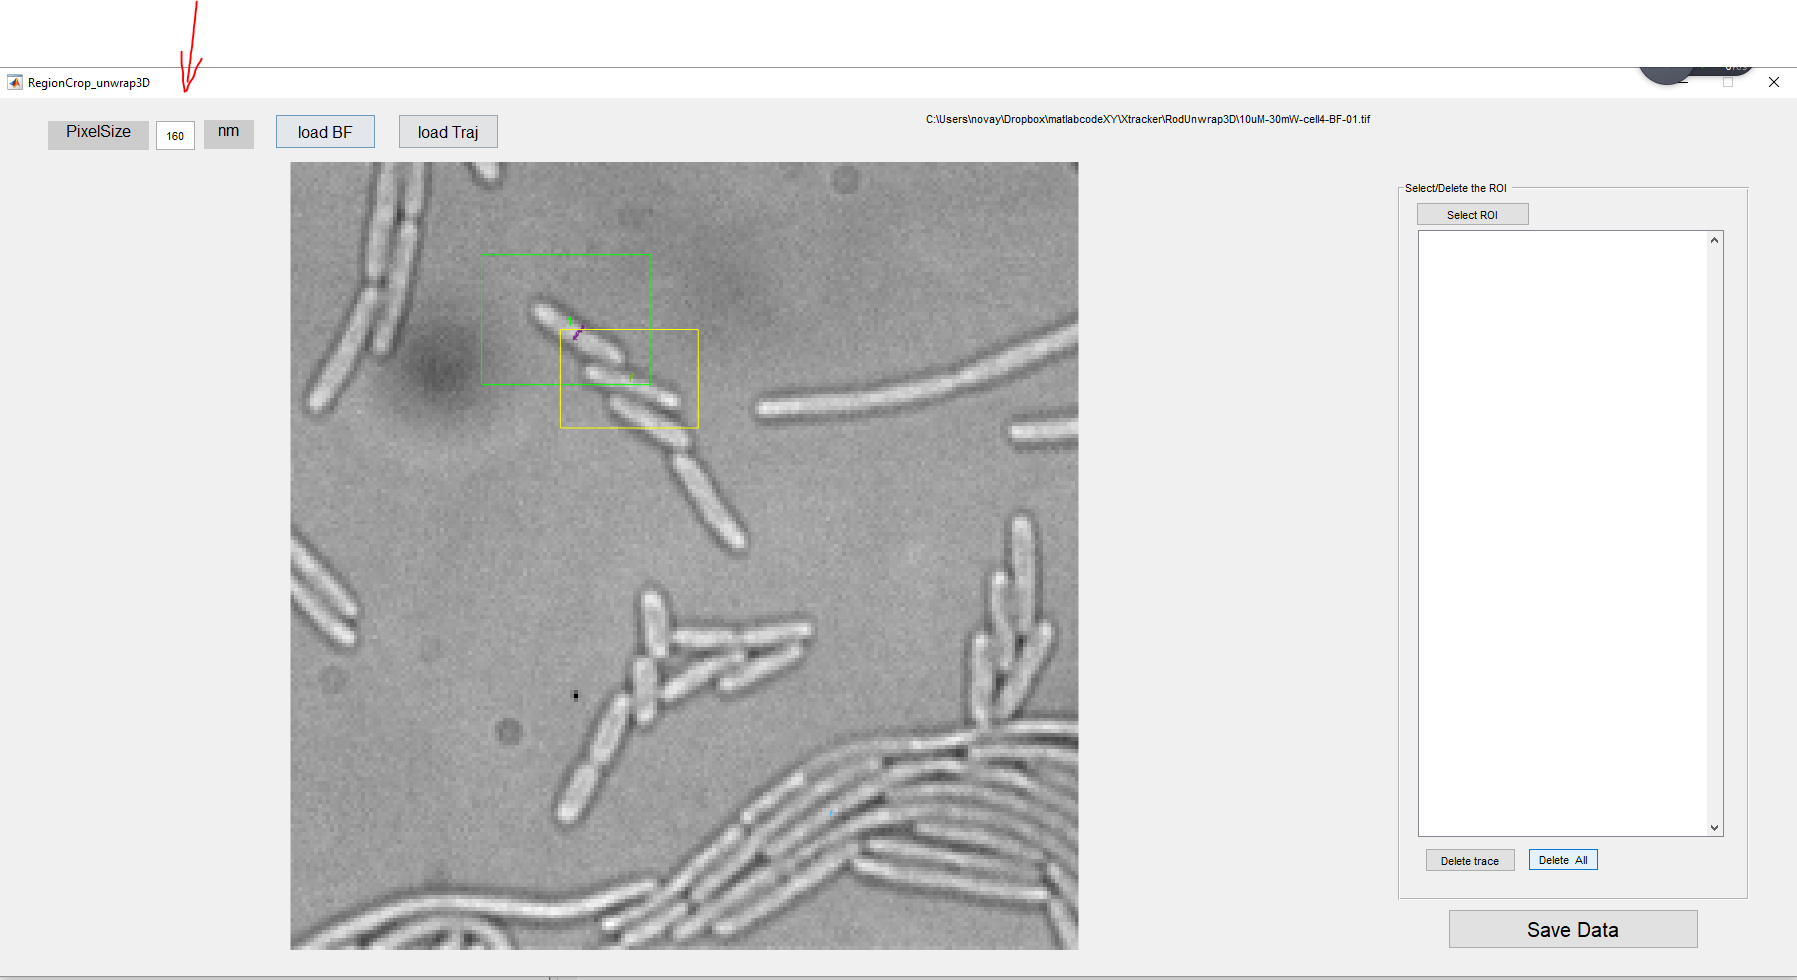 RegionCrop_unwrap3D
PixelSize 160 nm load BF load Traj
C:\Users\novay\Dropbox\matlabcodeXY\Xtracker\RodUnwrap3D\10uM-30mW-cell4-BF-01.tif
Select/Delete the ROI
Select ROI
Delete trace Delete All
Save Data